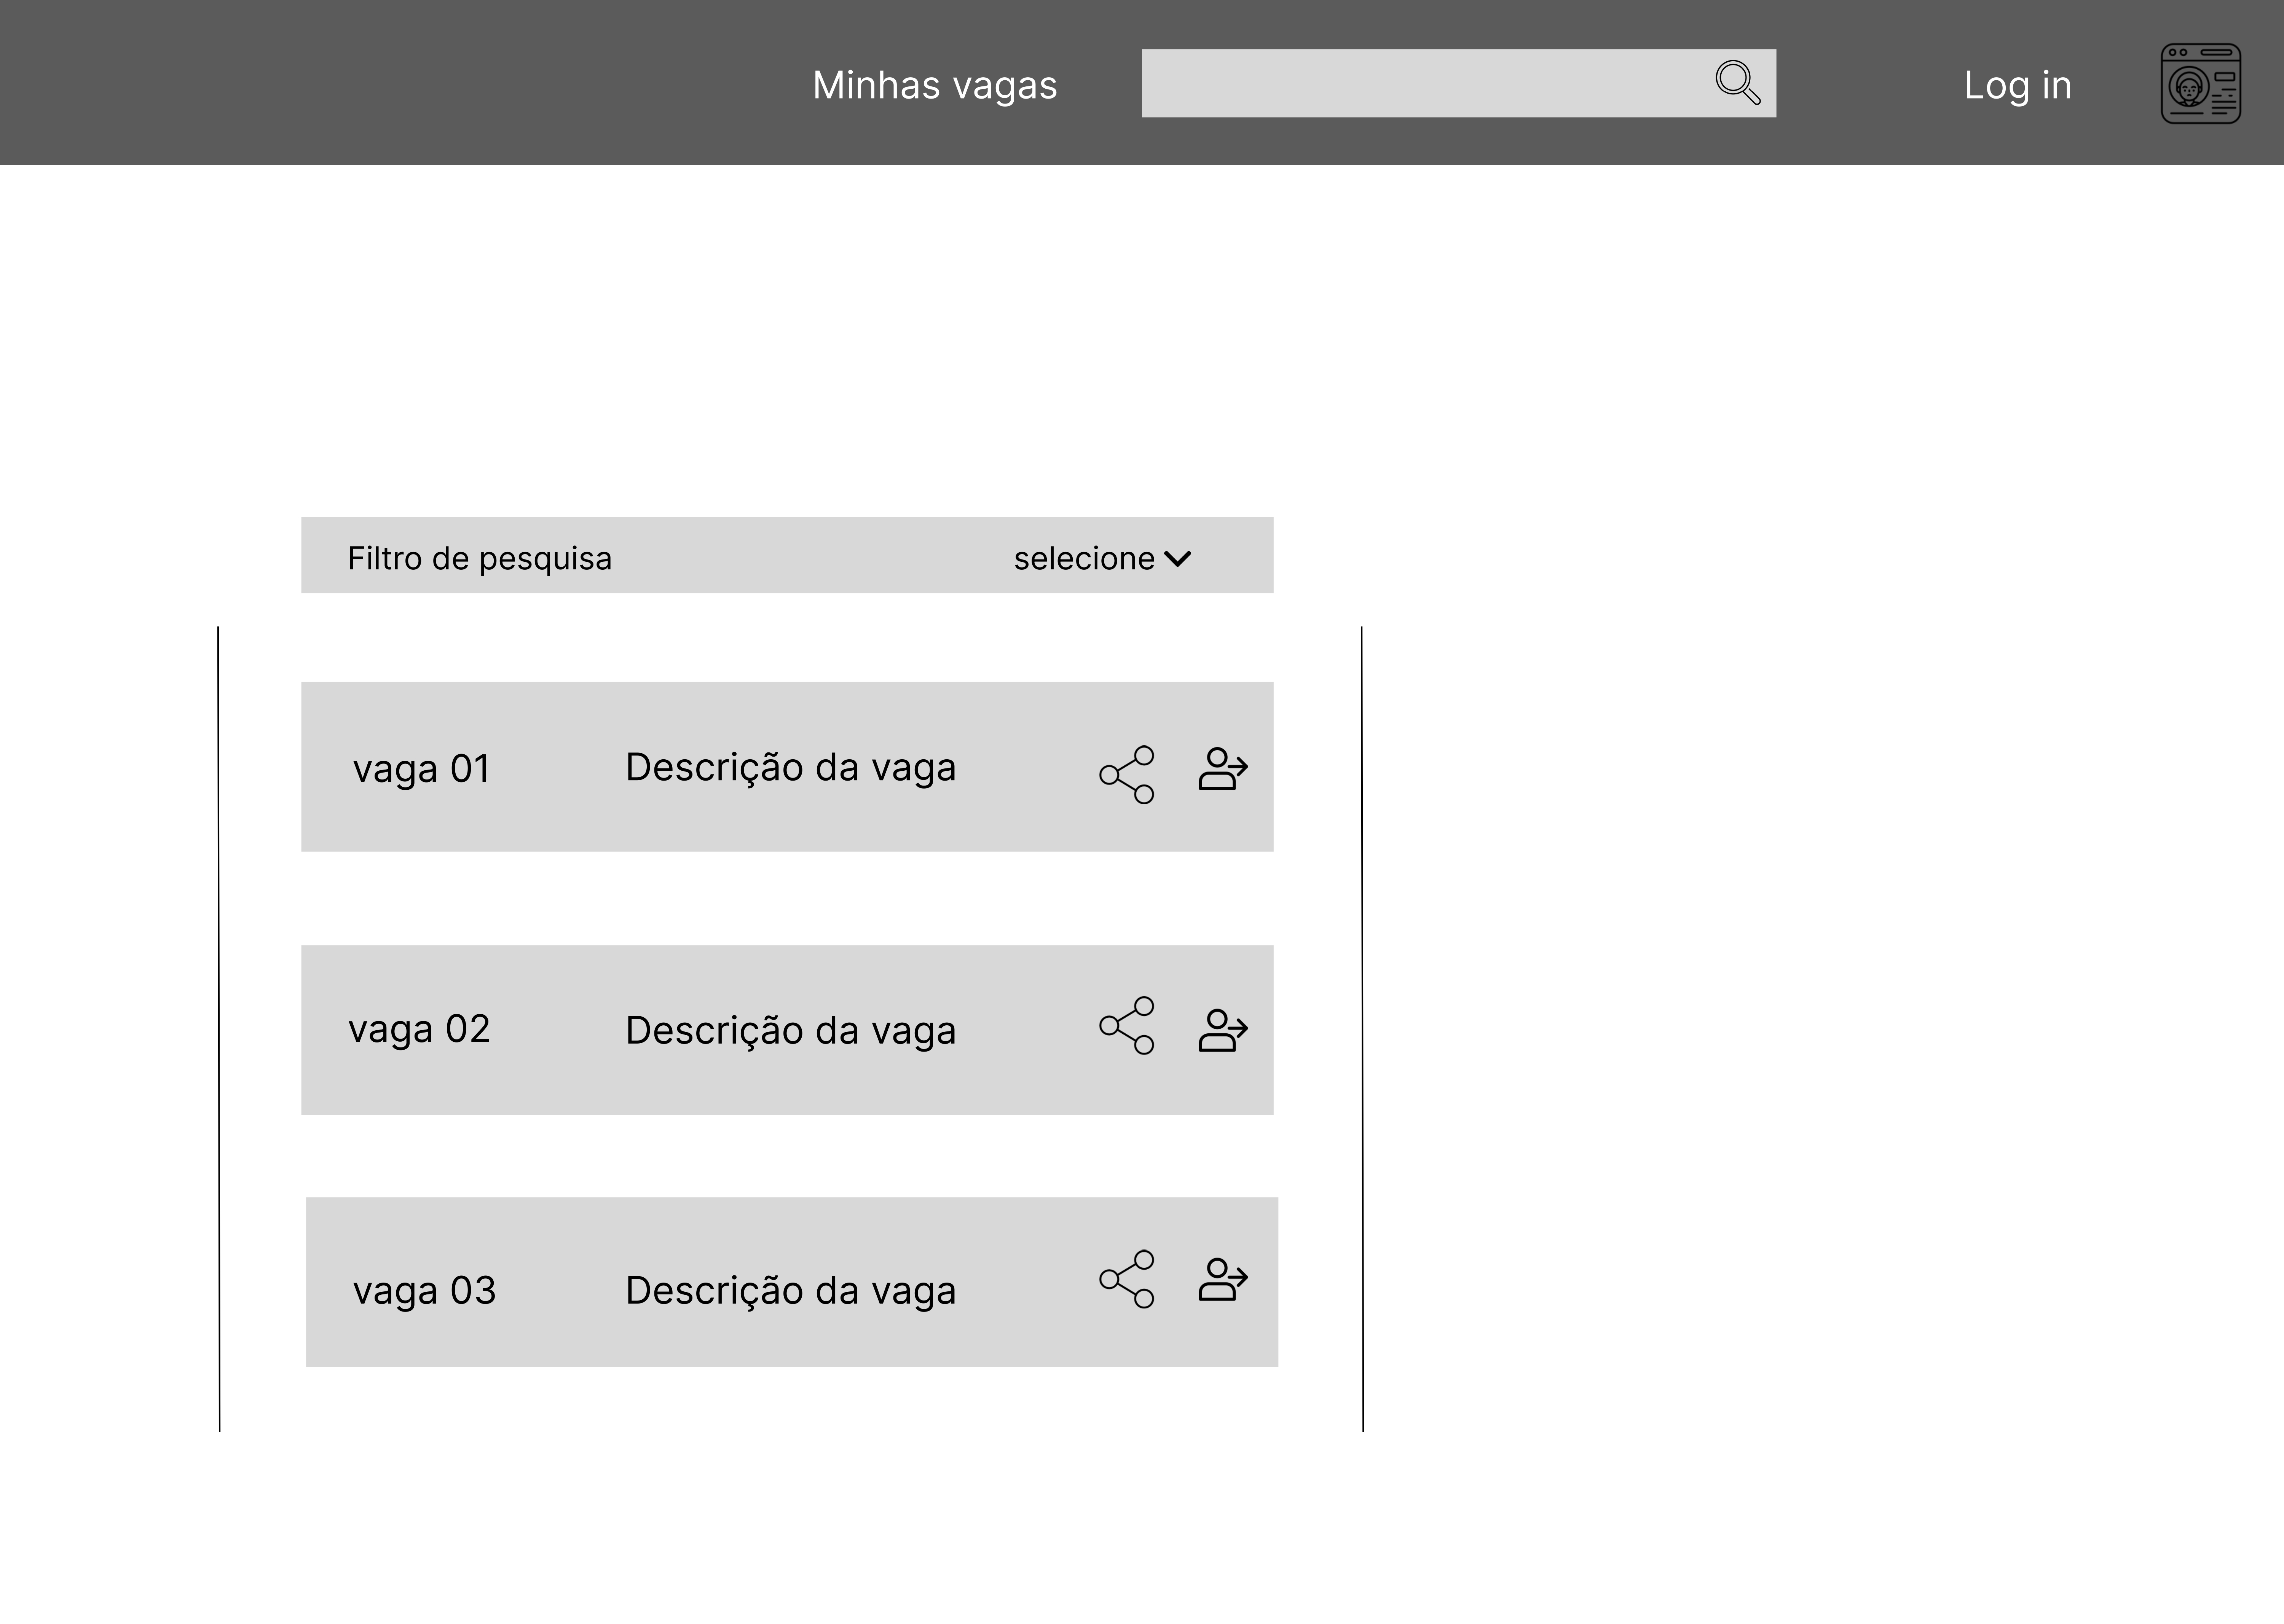 Minhas vagas
Log in
Filtro de pesquisa
selecione
vaga 01
Descrição da vaga
vaga 02
Descrição da vaga
vaga 03
Descrição da vaga